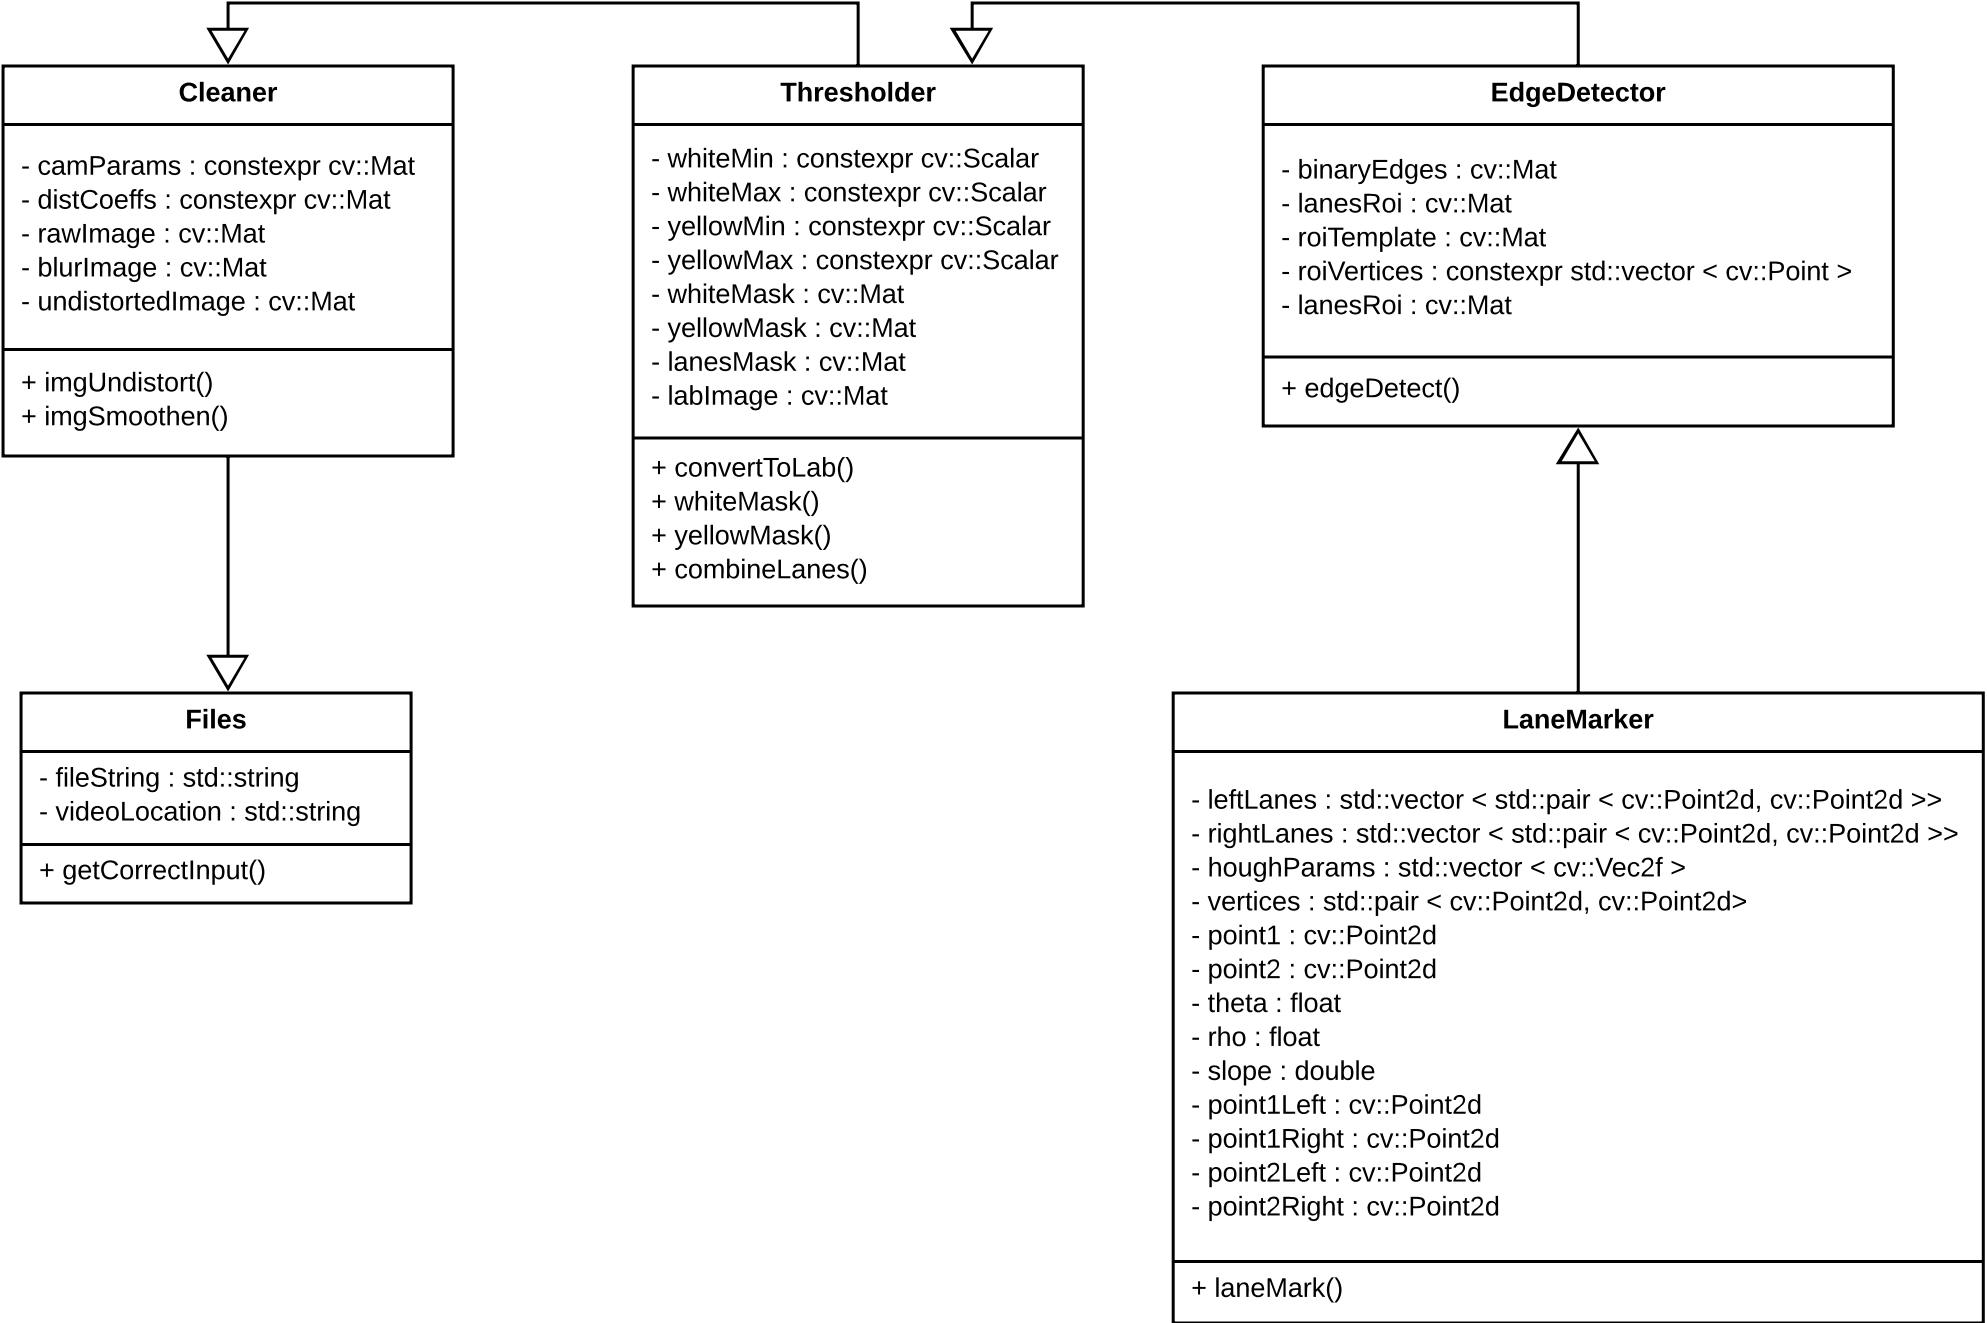 Cleaner
- camParams : constexpr cv::Mat
- distCoeffs : constexpr cv::Mat
- rawImage : cv::Mat
- blurImage : cv::Mat
- undistortedImage : cv::Mat
+ imgUndistort()
+ imgSmoothen()
Thresholder
- whiteMin : constexpr cv::Scalar
- whiteMax : constexpr cv::Scalar
- yellowMin : constexpr cv::Scalar
- yellowMax : constexpr cv::Scalar
- whiteMask : cv::Mat
- yellowMask : cv::Mat
- lanesMask : cv::Mat
- labImage : cv::Mat
+ convertToLab()
+ whiteMask()
+ yellowMask()
+ combineLanes()
EdgeDetector
- binaryEdges : cv::Mat
- lanesRoi : cv::Mat
- roiTemplate : cv::Mat
- roiVertices : constexpr std::vector < cv::Point >
- lanesRoi : cv::Mat
+ edgeDetect()
Files
- fileString : std::string
- videoLocation : std::string
+ getCorrectInput()
LaneMarker
- leftLanes : std::vector < std::pair < cv::Point2d, cv::Point2d >>
- rightLanes : std::vector < std::pair < cv::Point2d, cv::Point2d >>
- houghParams : std::vector < cv::Vec2f >
- vertices : std::pair < cv::Point2d, cv::Point2d>
- point1 : cv::Point2d
- point2 : cv::Point2d
- theta : float
- rho : float
- slope : double
- point1Left : cv::Point2d
- point1Right : cv::Point2d
- point2Left : cv::Point2d
- point2Right : cv::Point2d
+ laneMark()